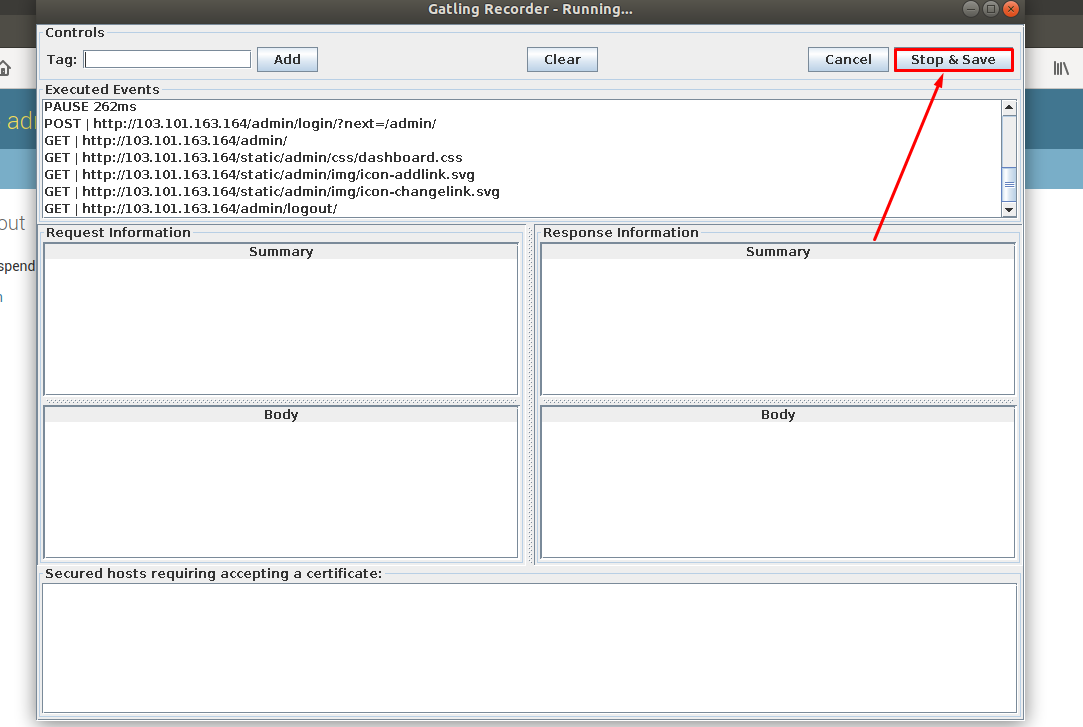 Gatling Recorder - Running...
Controls
Tag:
Add
Clear
Cancel
Stop & Save
Executed Events
PAUSE 262ms
POST | http://103.101.163.164/admin/login/?next=/admin/
GET | http://103.101.163.164/admin/
GET | http://103.101.163.164/static/admin/css/dashboard.css
GET | http://103.101.163.164/static/admin/img/icon-addlink.svg
GET | http://103.101.163.164/static/admin/img/icon-changelink.svg
GET | http://103.101.163.164/admin/logout/
adm
out
spend
n
Request Information
Summary
Response Information
Summary
Body
Body
Secured hosts requiring accepting a certificate: